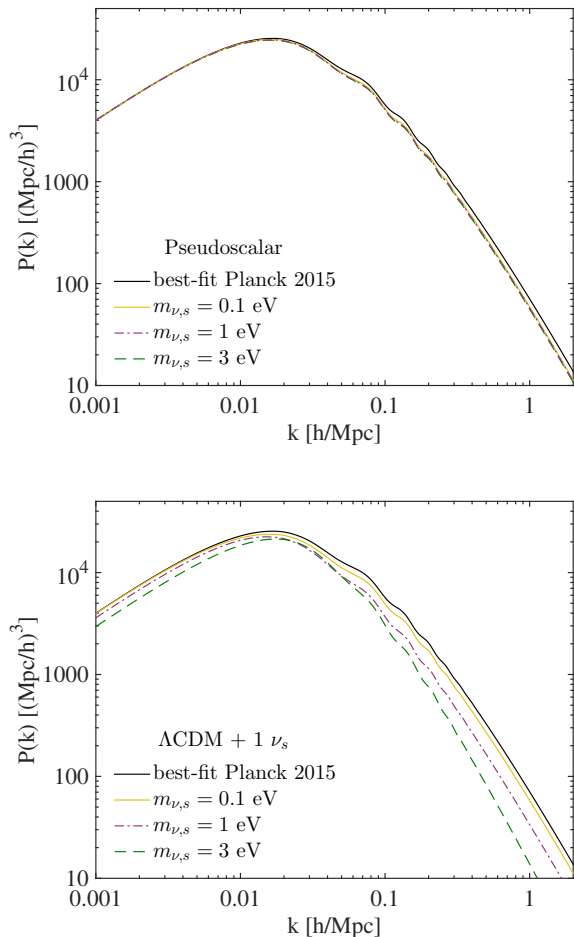 P(k) [(Mpc/h)^3]
10^4
1000
100
10
Pseudoscalar
best-fit Planck 2015
m_{ν,s} = 0.1 eV
m_{ν,s} = 1 eV
m_{ν,s} = 3 eV
0.001 0.01 0.1 1
k [h/Mpc]
P(k) [(Mpc/h)^3]
10^4
1000
100
10
ΛCDM + 1 ν_s
best-fit Planck 2015
m_{ν,s} = 0.1 eV
m_{ν,s} = 1 eV
m_{ν,s} = 3 eV
0.001 0.01 0.1 1
k [h/Mpc]